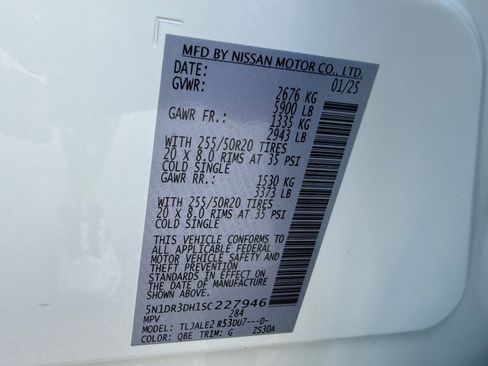 MFD BY NISSAN MOTOR CO., LTD.
DATE: 01/25
GVWR: 2676 KG
5900 LB
GAWR FR.: 1335 KG
2943 LB
WITH 255/50R20 TIRES
20 X 8.0 RIMS AT 35 PSI
COLD SINGLE
GAWR RR.: 1530 KG
3373 LB
WITH 255/50R20 TIRES
20 X 8.0 RIMS AT 35 PSI
COLD SINGLE
THIS VEHICLE CONFORMS TO
ALL APPLICABLE FEDERAL
MOTOR VEHICLE SAFETY AND
THEFT PREVENTION
STANDARDS IN EFFECT ON
THE DATE OF MANUFACTURE
SHOWN ABOVE.
5N1DR3DH1SC227946
MPV 284
MODEL: TLJALE2 R53DU7---D-
COLOR: QBE TRIM: G ZS30A